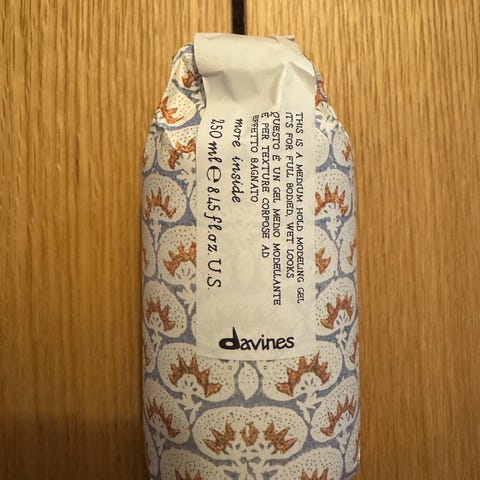 THIS IS A MEDIUM HOLD MODELING GEL
IT'S FOR FULL BODIED, WET LOOKS
QUESTO È UN GEL MEDIO MODELLANTE
È PER TEXTURE CORPOSE AD
EFFETTO BAGNATO
more inside
250 ml ℮ 8.45 fl.oz. U.S
davines